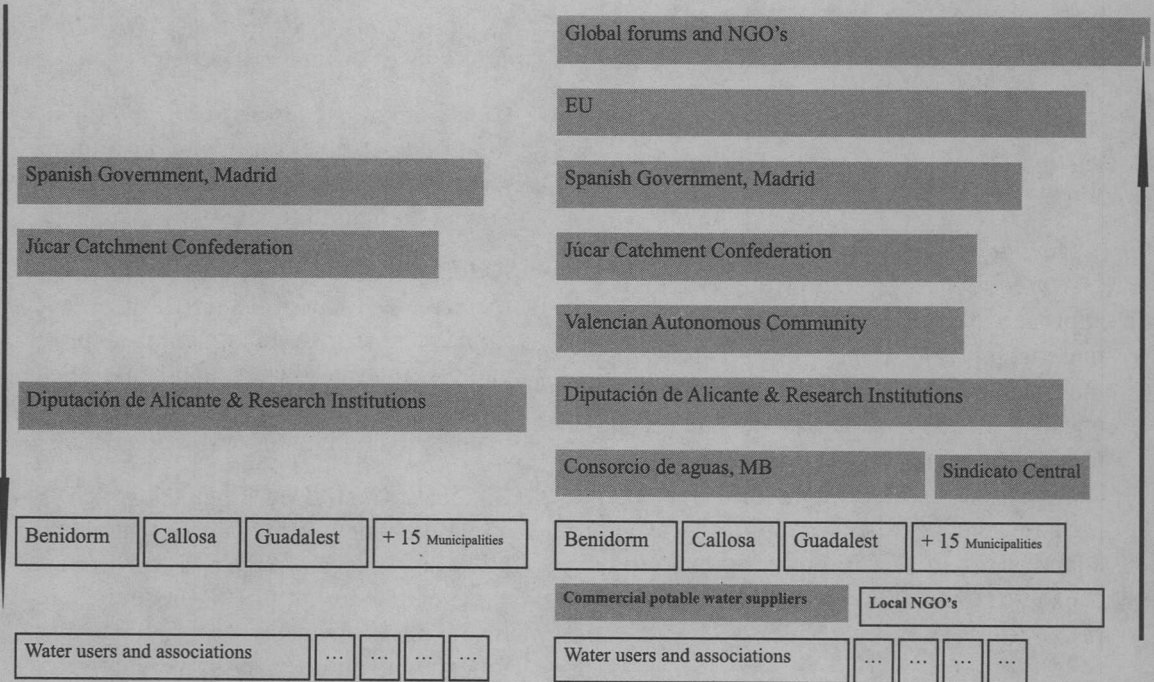 Spanish Government, Madrid
Júcar Catchment Confederation
Diputación de Alicante & Research Institutions
Benidorm
Callosa
Guadalest
+ 15 Municipalities
Water users and associations
...
...
...
...
Global forums and NGO's
EU
Spanish Government, Madrid
Júcar Catchment Confederation
Valencian Autonomous Community
Diputación de Alicante & Research Institutions
Consorcio de aguas, MB
Sindicato Central
Benidorm
Callosa
Guadalest
+ 15 Municipalities
Commercial potable water suppliers
Local NGO's
Water users and associations
...
...
...
...